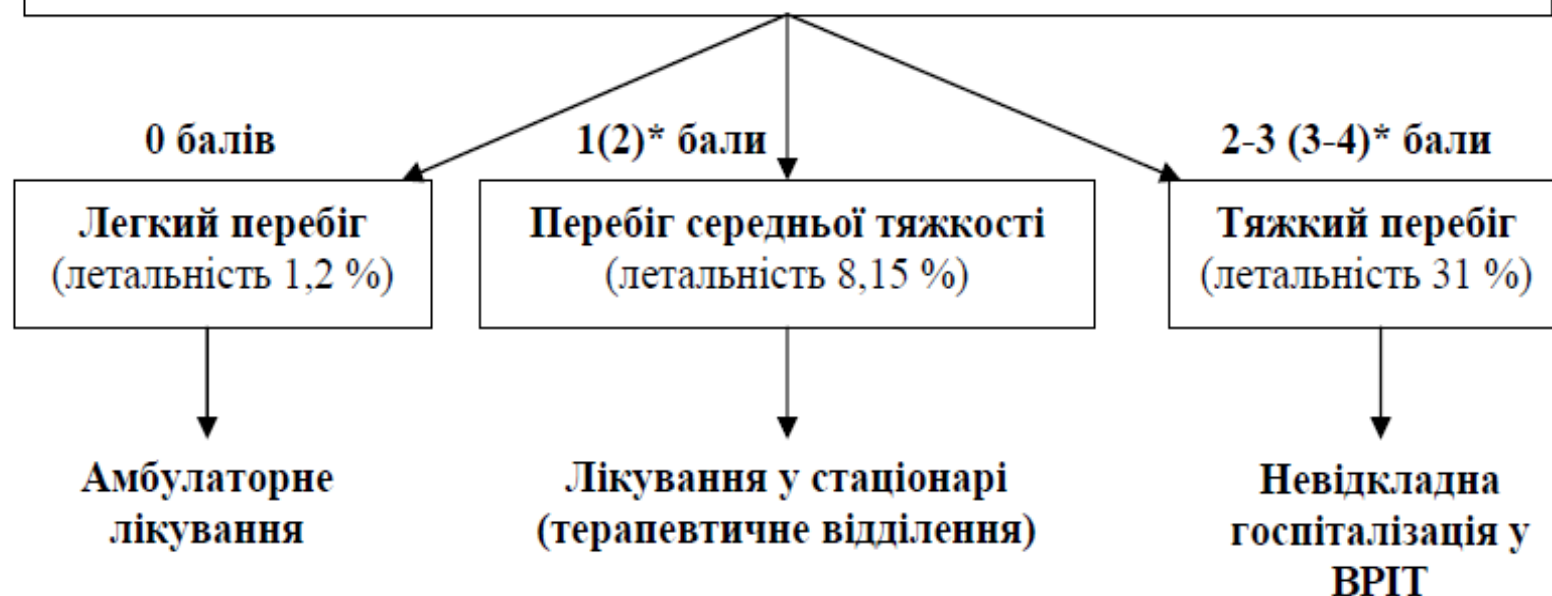 0 балів
1(2)* бали
2-3 (3-4)* бали
Легкий перебіг
(летальність 1,2 %)
Перебіг середньої тяжкості
(летальність 8,15 %)
Тяжкий перебіг
(летальність 31 %)
Амбулаторне
лікування
Лікування у стаціонарі
(терапевтичне відділення)
Невідкладна
госпіталізація у
ВРІТ